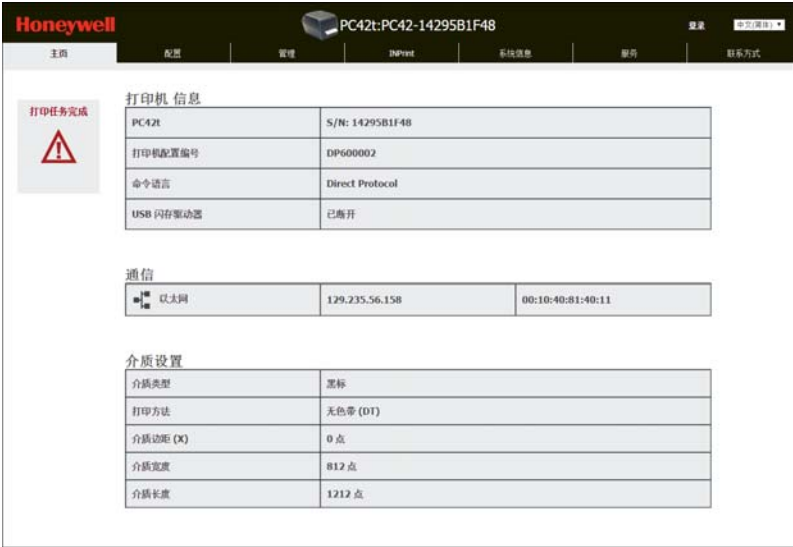 Honeywell
PC42t:PC42-14295B1F48
登录
中文(简体)
主页 配置 管理 INPrint 系统信息 服务 联系方式
打印任务完成
打印机 信息
PC42t S/N: 14295B1F48
打印机配置编号 DP600002
命令语言 Direct Protocol
USB 闪存驱动器 已断开
通信
以太网 129.235.56.158 00:10:40:81:40:11
介质设置
介质类型 黑标
打印方法 无色带 (DT)
介质边距 (X) 0 点
介质宽度 812 点
介质长度 1212 点